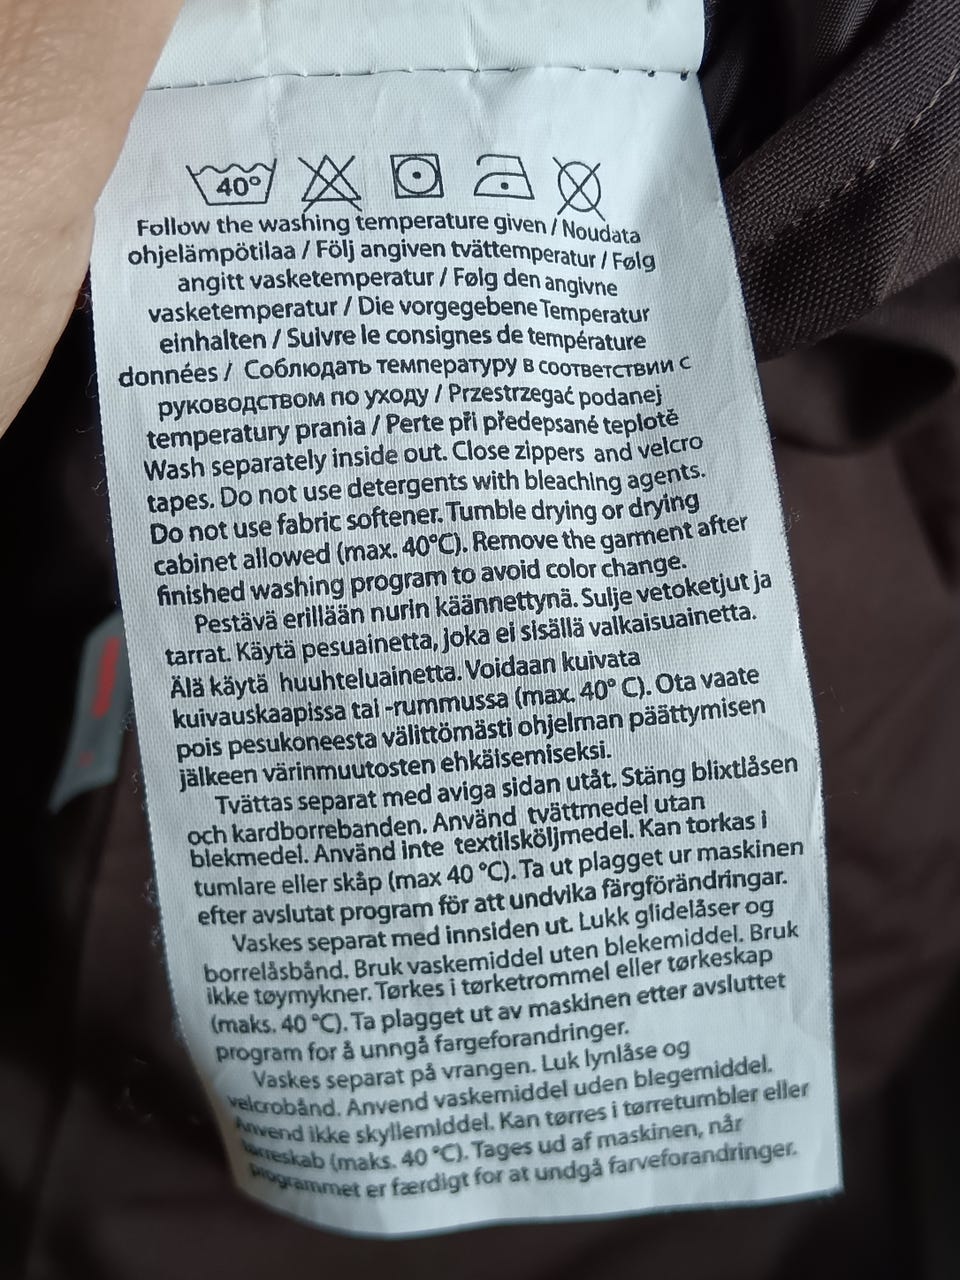 40°
Follow the washing temperature given / Noudata
ohjelämpötilaa / Följ angiven tvättemperatur / Følg
angitt vasketemperatur / Følg den angivne
vasketemperatur / Die vorgegebene Temperatur
einhalten / Suivre le consignes de température
données / Соблюдать температуру в соответствии с
руководством по уходу / Przestrzegać podanej
temperatury prania / Perte při předepsané teplotě
Wash separately inside out. Close zippers and velcro
tapes. Do not use detergents with bleaching agents.
Do not use fabric softener. Tumble drying or drying
cabinet allowed (max. 40°C). Remove the garment after
finished washing program to avoid color change.
Pestävä erillään nurin käännettynä. Sulje vetoketjut ja
tarrat. Käytä pesuainetta, joka ei sisällä valkaisuainetta.
Älä käytä huuhteluainetta. Voidaan kuivata
kuivauskaapissa tai -rummussa (max. 40° C). Ota vaate
pois pesukoneesta välittömästi ohjelman päättymisen
jälkeen värinmuutosten ehkäisemiseksi.
Tvättas separat med aviga sidan utåt. Stäng blixtlåsen
och kardborrebanden. Använd tvättmedel utan
blekmedel. Använd inte textilsköljmedel. Kan torkas i
tumlare eller skåp (max 40 °C). Ta ut plagget ur maskinen
efter avslutat program för att undvika färgförändringar.
Vaskes separat med innsiden ut. Lukk glidelåser og
borrelåsbånd. Bruk vaskemiddel uten blekemiddel. Bruk
ikke tøymykner. Tørkes i tørketrommel eller tørkeskap
(maks. 40 °C). Ta plagget ut av maskinen etter avsluttet
program for å unngå fargeforandringer.
Vaskes separat på vrangen. Luk lynlåse og
velcrobånd. Anvend vaskemiddel uden blegemiddel.
Anvend ikke skyllemiddel. Kan tørres i tørretumbler eller
tørreskab (maks. 40 °C). Tages ud af maskinen, når
programmet er færdigt for at undgå farveforandringer.